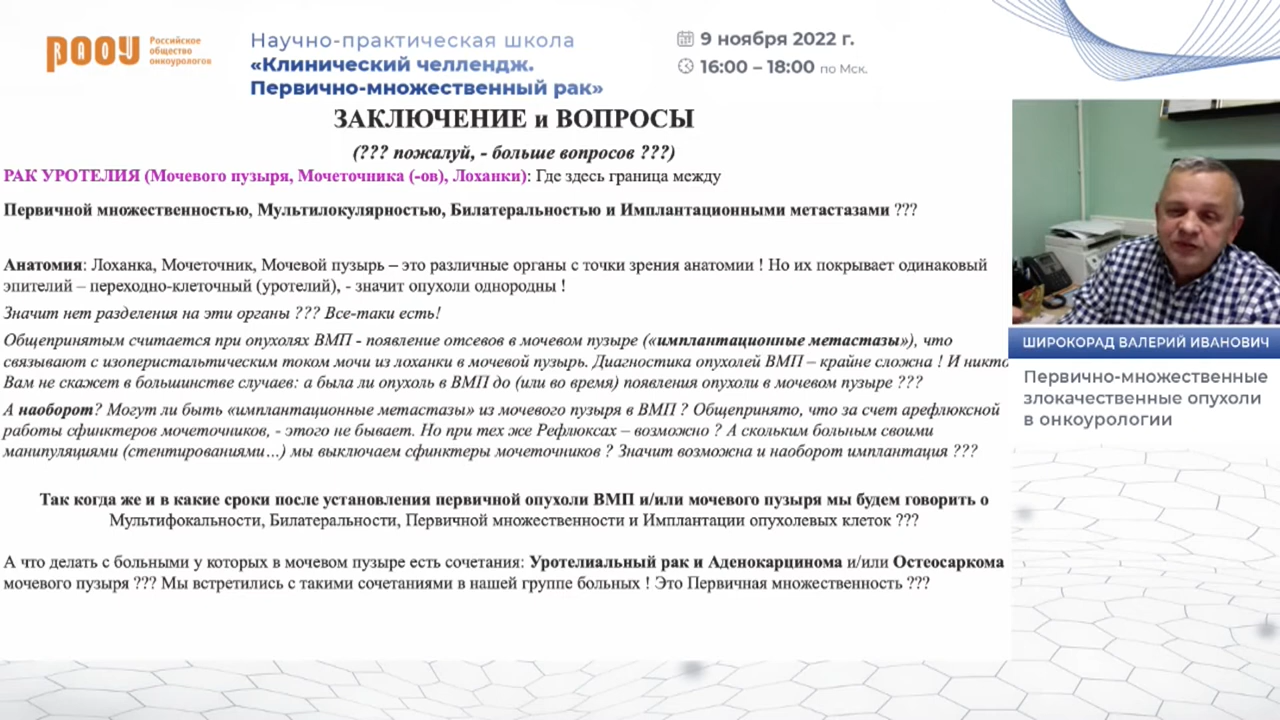 РАОУ
Российское
общество
онкоурологов
Научно-практическая школа
«Клинический челлендж.
Первично-множественный рак»
9 ноября 2022 г.
16:00 – 18:00 по Мск.
ЗАКЛЮЧЕНИЕ и ВОПРОСЫ
(??? пожалуй, - больше вопросов ???)
РАК УРОТЕЛИЯ (Мочевого пузыря, Мочеточника (-ов), Лоханки): Где здесь граница между
Первичной множественностью, Мультилокулярностью, Билатеральностью и Имплантационными метастазами ???
Анатомия: Лоханка, Мочеточник, Мочевой пузырь – это различные органы с точки зрения анатомии ! Но их покрывает одинаковый
эпителий – переходно-клеточный (уротелий), - значит опухоли однородны !
Значит нет разделения на эти органы ??? Все-таки есть!
Общепринятым считается при опухолях ВМП - появление отсевов в мочевом пузыре («имплантационные метастазы»), что
связывают с изоперистальтическим током мочи из лоханки в мочевой пузырь. Диагностика опухолей ВМП – крайне сложна ! И никто
Вам не скажет в большинстве случаев: а была ли опухоль в ВМП до (или во время) появления опухоли в мочевом пузыре ???
А наоборот? Могут ли быть «имплантационные метастазы» из мочевого пузыря в ВМП ? Общепринято, что за счет арефлюксной
работы сфинктеров мочеточников, - этого не бывает. Но при тех же Рефлюксах – возможно ? А скольким больным своими
манипуляциями (стентированиями…) мы выключаем сфинктеры мочеточников ? Значит возможна и наоборот имплантация ???
Так когда же и в какие сроки после установления первичной опухоли ВМП и/или мочевого пузыря мы будем говорить о
Мультифокальности, Билатеральности, Первичной множественности и Имплантации опухолевых клеток ???
А что делать с больными у которых в мочевом пузыре есть сочетания: Уротелиальный рак и Аденокарцинома и/или Остеосаркома
мочевого пузыря ??? Мы встретились с такими сочетаниями в нашей группе больных ! Это Первичная множественность ???
ШИРОКОРАД ВАЛЕРИЙ ИВАНОВИЧ
Первично-множественные
злокачественные опухоли
в онкоурологии